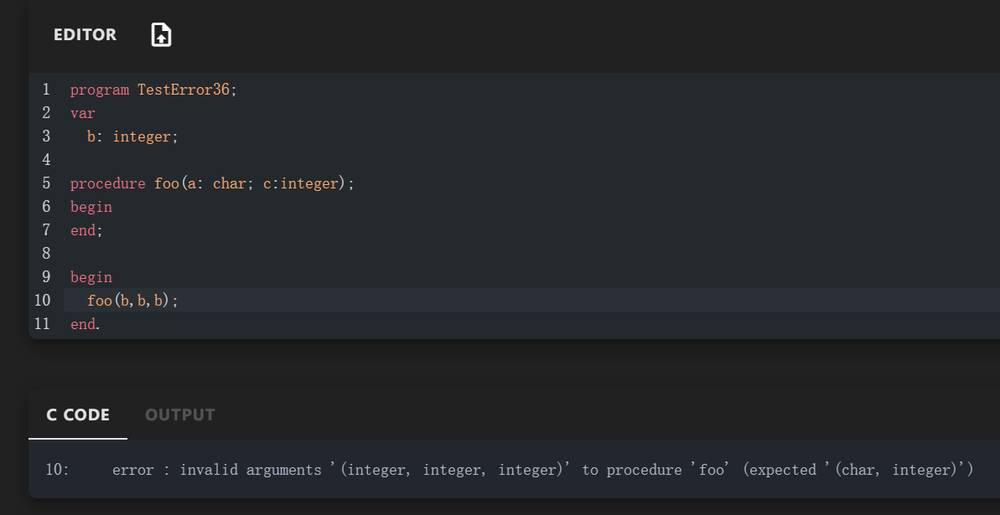 EDITOR
1 program TestError36;
2 var
3 b: integer;
4
5 procedure foo(a: char; c:integer);
6 begin
7 end;
8
9 begin
10 foo(b,b,b);
11 end.
C CODE OUTPUT
10: error : invalid arguments '(integer, integer, integer)' to procedure 'foo' (expected '(char, integer)')